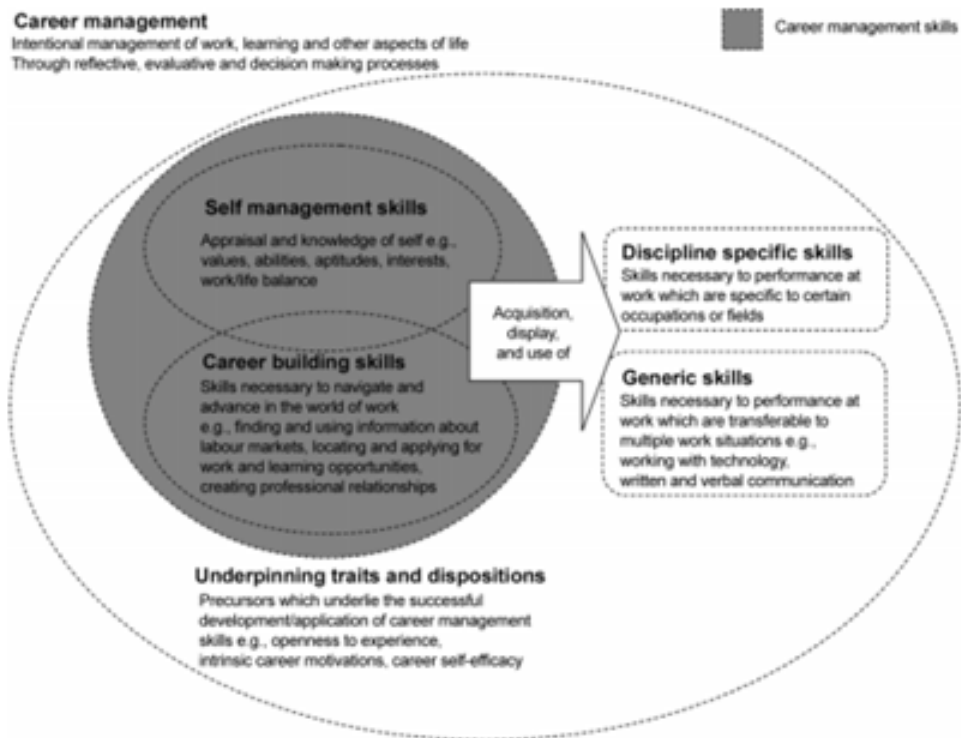 Career management
Intentional management of work, learning and other aspects of life
Through reflective, evaluative and decision making processes
Career management skills
Self management skills
Appraisal and knowledge of self e.g.,
values, abilities, aptitudes, interests,
work/life balance
Career building skills
Skills necessary to navigate and
advance in the world of work
e.g., finding and using information about
labour markets, locating and applying for
work and learning opportunities,
creating professional relationships
Acquisition,
display,
and use of
Discipline specific skills
Skills necessary to performance at
work which are specific to certain
occupations or fields
Generic skills
Skills necessary to performance at
work which are transferable to
multiple work situations e.g.,
working with technology,
written and verbal communication
Underpinning traits and dispositions
Precursors which underlie the successful
development/application of career management
skills e.g., openness to experience,
intrinsic career motivations, career self-efficacy